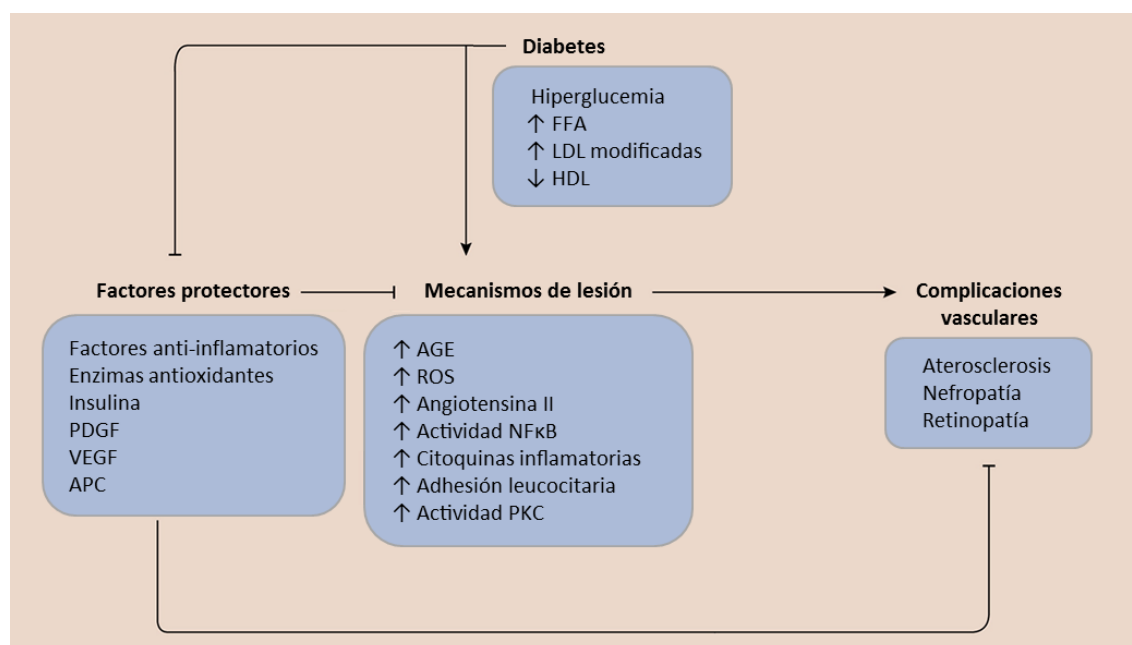 Diabetes
Hiperglucemia
↑ FFA
↑ LDL modificadas
↓ HDL
Factores protectores
Factores anti-inflamatorios
Enzimas antioxidantes
Insulina
PDGF
VEGF
APC
Mecanismos de lesión
↑ AGE
↑ ROS
↑ Angiotensina II
↑ Actividad NFκB
↑ Citoquinas inflamatorias
↑ Adhesión leucocitaria
↑ Actividad PKC
Complicaciones
vasculares
Aterosclerosis
Nefropatía
Retinopatía